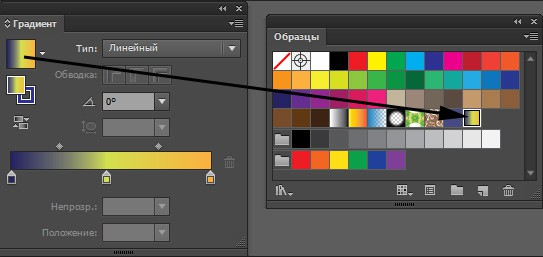 Градиент
Тип: Линейный
Обводка:
0°
Непрозр.:
Положение:
Образцы